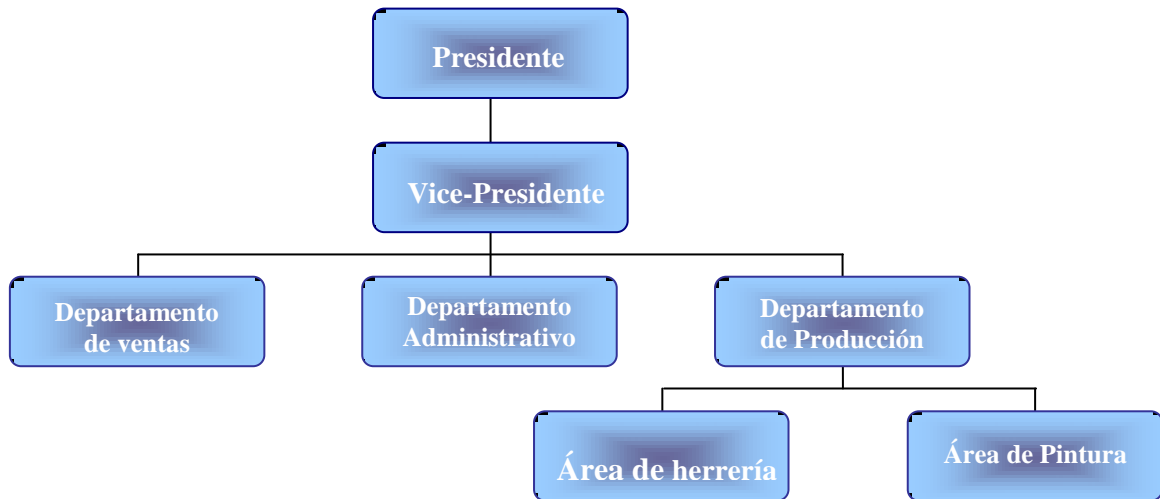 Presidente
Vice-Presidente
Departamento
de ventas
Departamento
Administrativo
Departamento
de Producción
Área de herrería
Área de Pintura